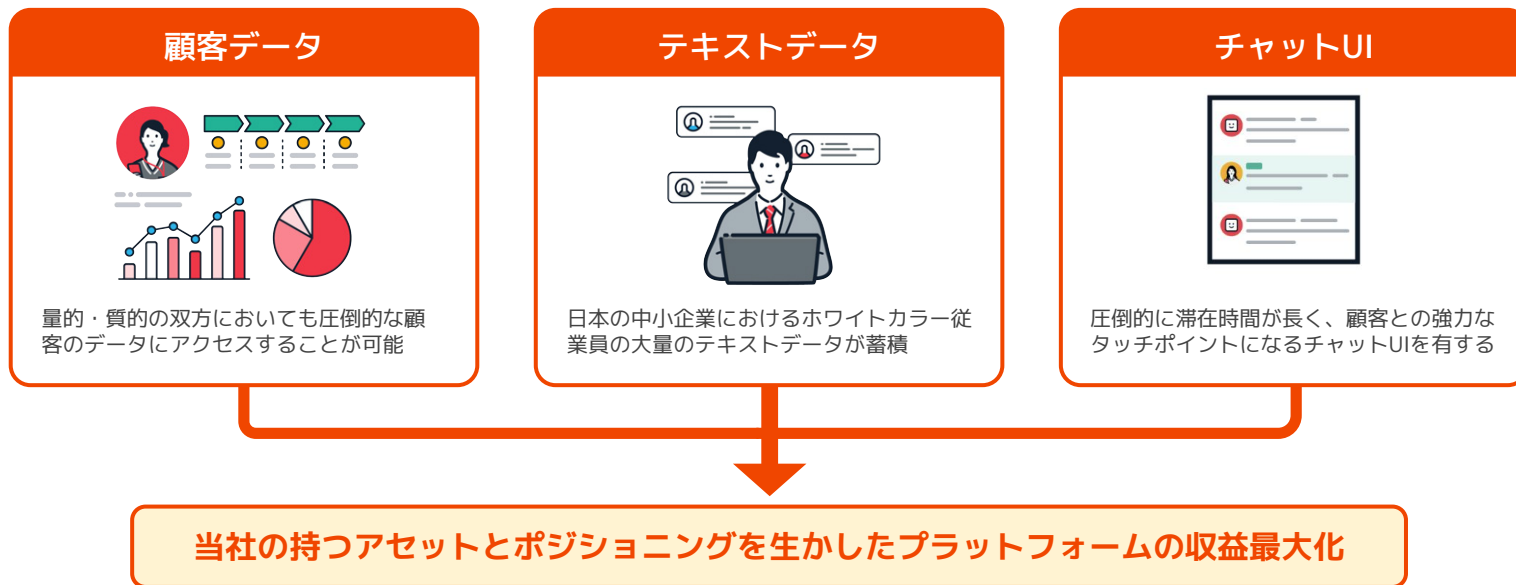 顧客データ
量的・質的の双方においても圧倒的な顧
客のデータにアクセスすることが可能
テキストデータ
日本の中小企業におけるホワイトカラー従
業員の大量のテキストデータが蓄積
チャットUI
圧倒的に滞在時間が長く、顧客との強力な
タッチポイントになるチャットUIを有する
当社の持つアセットとポジショニングを生かしたプラットフォームの収益最大化